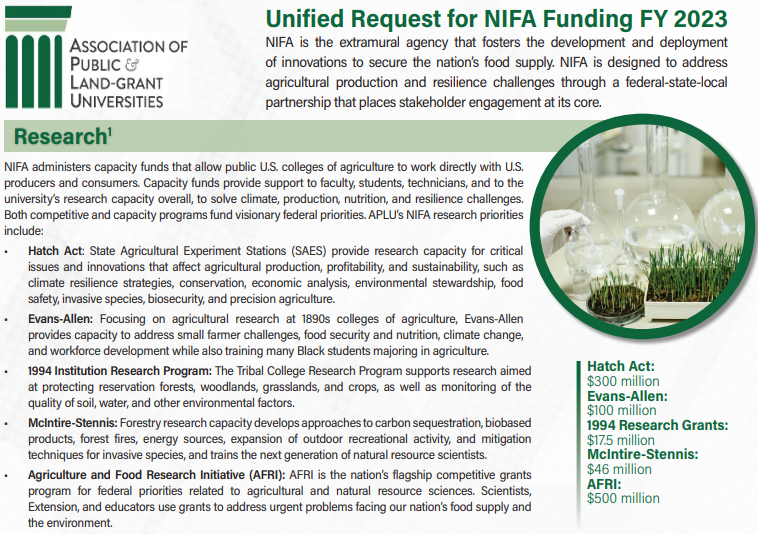 ASSOCIATION OF
PUBLIC & 
LAND-GRANT
UNIVERSITIES
Unified Request for NIFA Funding FY 2023
NIFA is the extramural agency that fosters the development and deployment
of innovations to secure the nation's food supply. NIFA is designed to address
agricultural production and resilience challenges through a federal-state-local
partnership that places stakeholder engagement at its core.
Research¹
NIFA administers capacity funds that allow public U.S. colleges of agriculture to work directly with U.S.
producers and consumers. Capacity funds provide support to faculty, students, technicians, and to the
university's research capacity overall, to solve climate, production, nutrition, and resilience challenges.
Both competitive and capacity programs fund visionary federal priorities. APLU's NIFA research priorities
include:
▪ Hatch Act: State Agricultural Experiment Stations (SAES) provide research capacity for critical
issues and innovations that affect agricultural production, profitability, and sustainability, such as
climate resilience strategies, conservation, economic analysis, environmental stewardship, food
safety, invasive species, biosecurity, and precision agriculture.
▪ Evans-Allen: Focusing on agricultural research at 1890s colleges of agriculture, Evans-Allen
provides capacity to address small farmer challenges, food security and nutrition, climate change,
and workforce development while also training many Black students majoring in agriculture.
▪ 1994 Institution Research Program: The Tribal College Research Program supports research aimed
at protecting reservation forests, woodlands, grasslands, and crops, as well as monitoring of the
quality of soil, water, and other environmental factors.
▪ McIntire-Stennis: Forestry research capacity develops approaches to carbon sequestration, biobased
products, forest fires, energy sources, expansion of outdoor recreational activity, and mitigation
techniques for invasive species, and trains the next generation of natural resource scientists.
▪ Agriculture and Food Research Initiative (AFRI): AFRI is the nation's flagship competitive grants
program for federal priorities related to agricultural and natural resource sciences. Scientists,
Extension, and educators use grants to address urgent problems facing our nation's food supply and
the environment.
Hatch Act:
$300 million
Evans-Allen:
$100 million
1994 Research Grants:
$17.5 million
McIntire-Stennis:
$46 million
AFRI:
$500 million